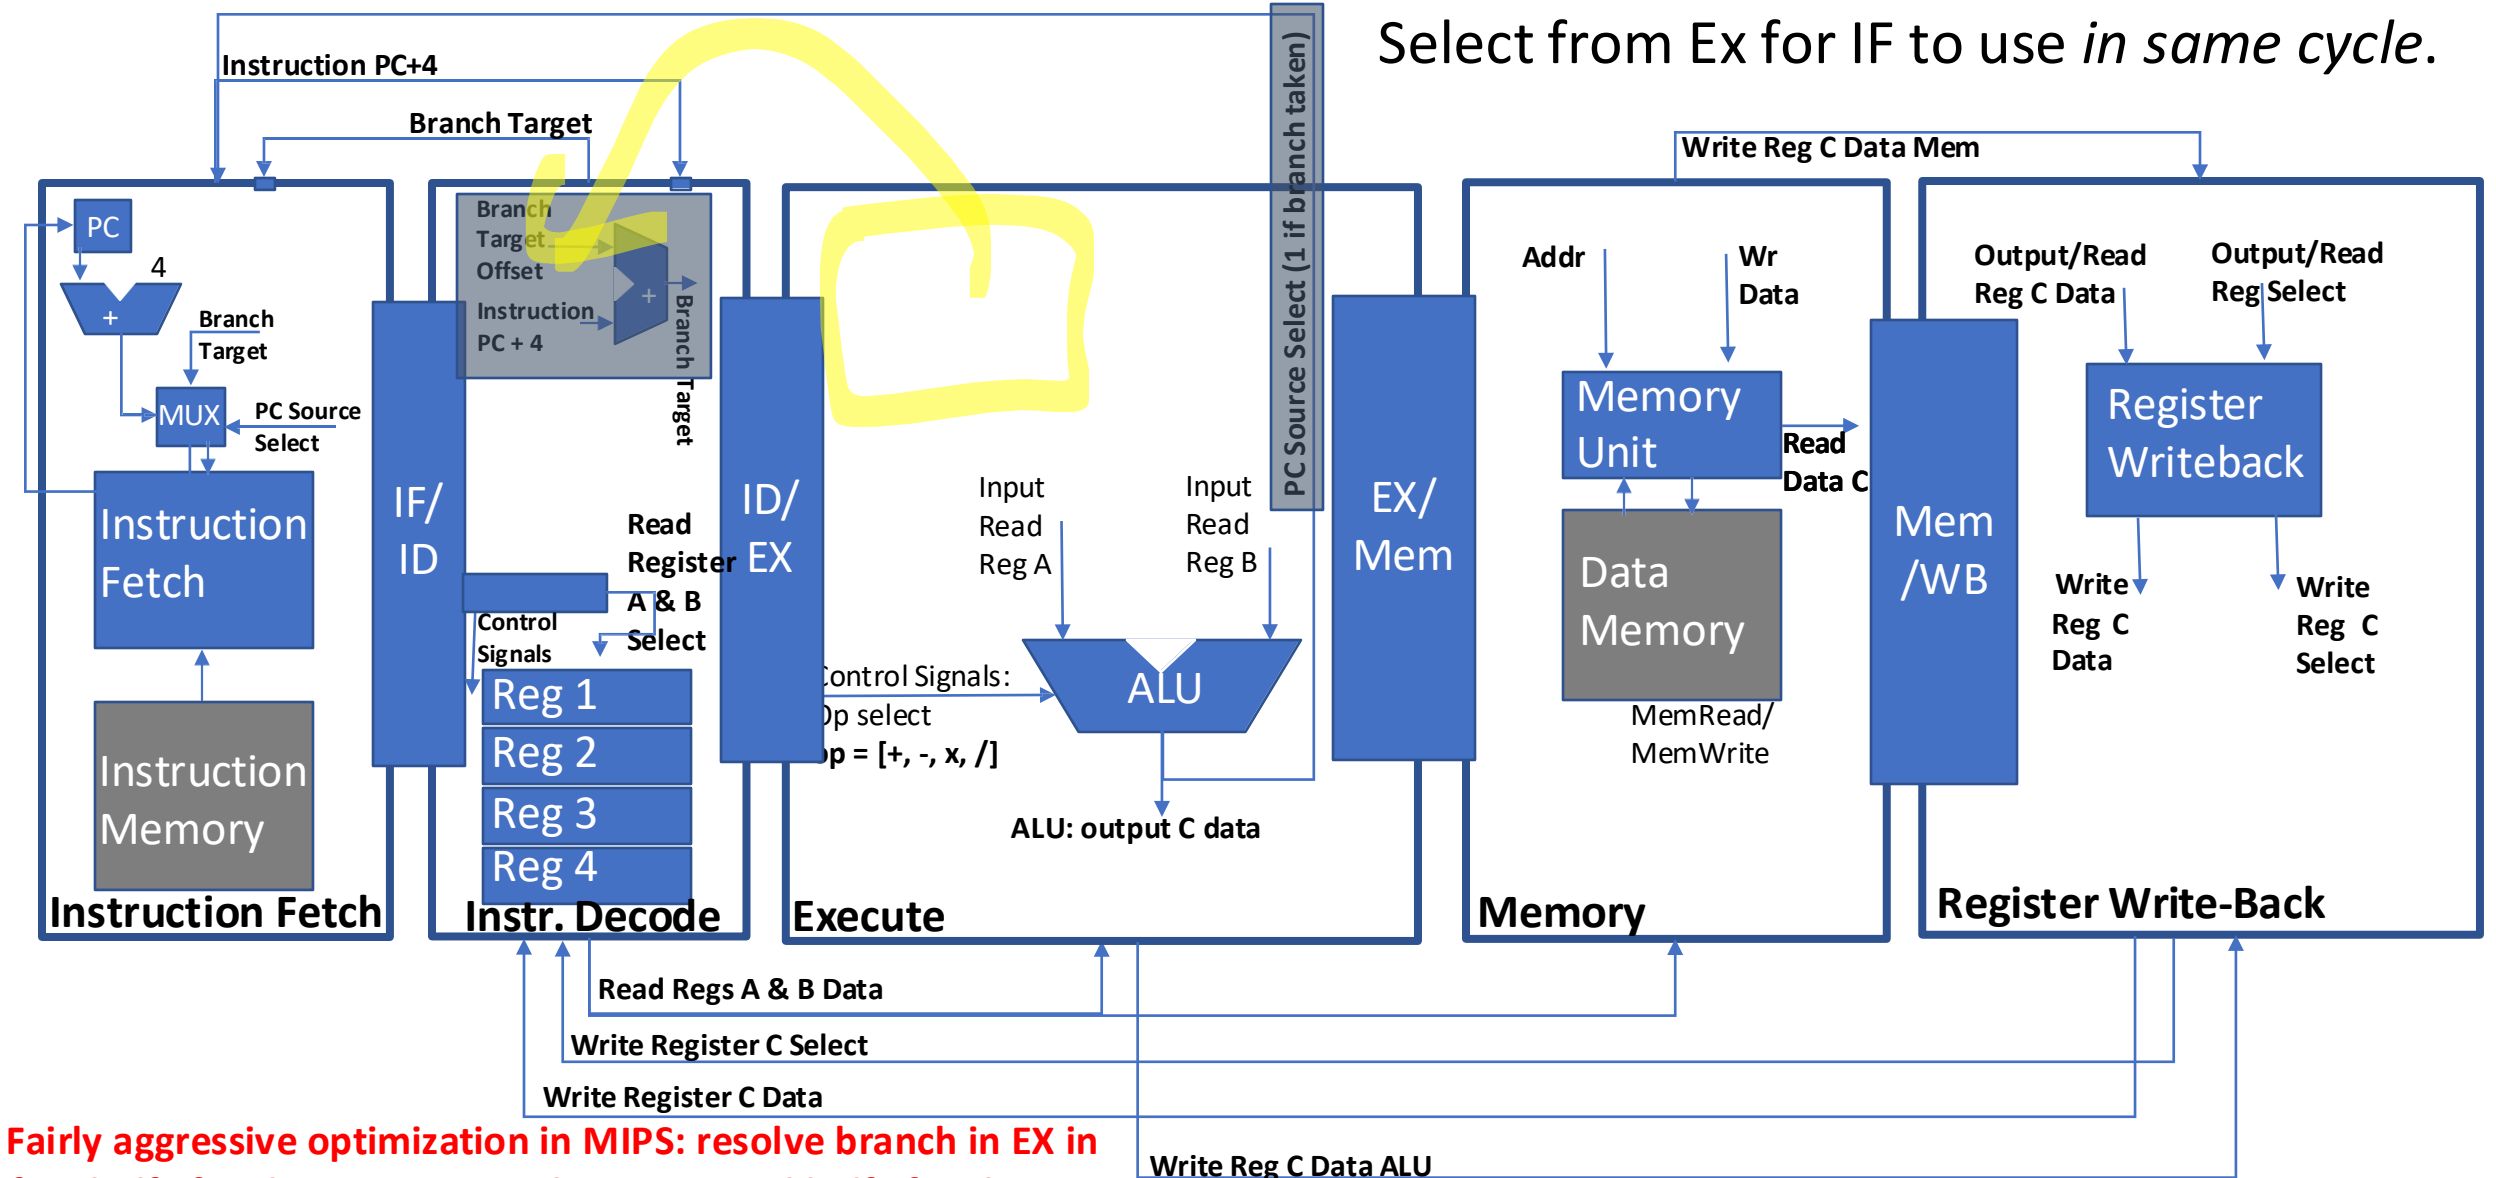 Select from Ex for IF to use in same cycle.
Instruction PC+4
Branch Target
PC Source Select (1 if branch taken)
Write Reg C Data Mem
PC
4
+
Branch
Target
MUX
PC Source
Select
Instruction
Fetch
Instruction
Memory
Instruction Fetch
IF/
ID
Branch
Target
Offset
Instruction
PC + 4
+
Branch Target
Read
Register
A & B
Select
Control
Signals
Reg 1
Reg 2
Reg 3
Reg 4
Instr. Decode
ID/
EX
Input
Read
Reg A
Input
Read
Reg B
Control Signals:
Op select
op = [+, -, x, /]
ALU
ALU: output C data
Execute
EX/
Mem
Addr
Wr
Data
Memory
Unit
Read
Data C
Data
Memory
MemRead/
MemWrite
Memory
Mem
/WB
Output/Read
Reg C Data
Output/Read
Reg Select
Register
Writeback
Write
Reg C
Data
Write
Reg C
Select
Register Write-Back
Read Regs A & B Data
Write Register C Select
Write Register C Data
Fairly aggressive optimization in MIPS: resolve branch in EX in
Write Reg C Data ALU